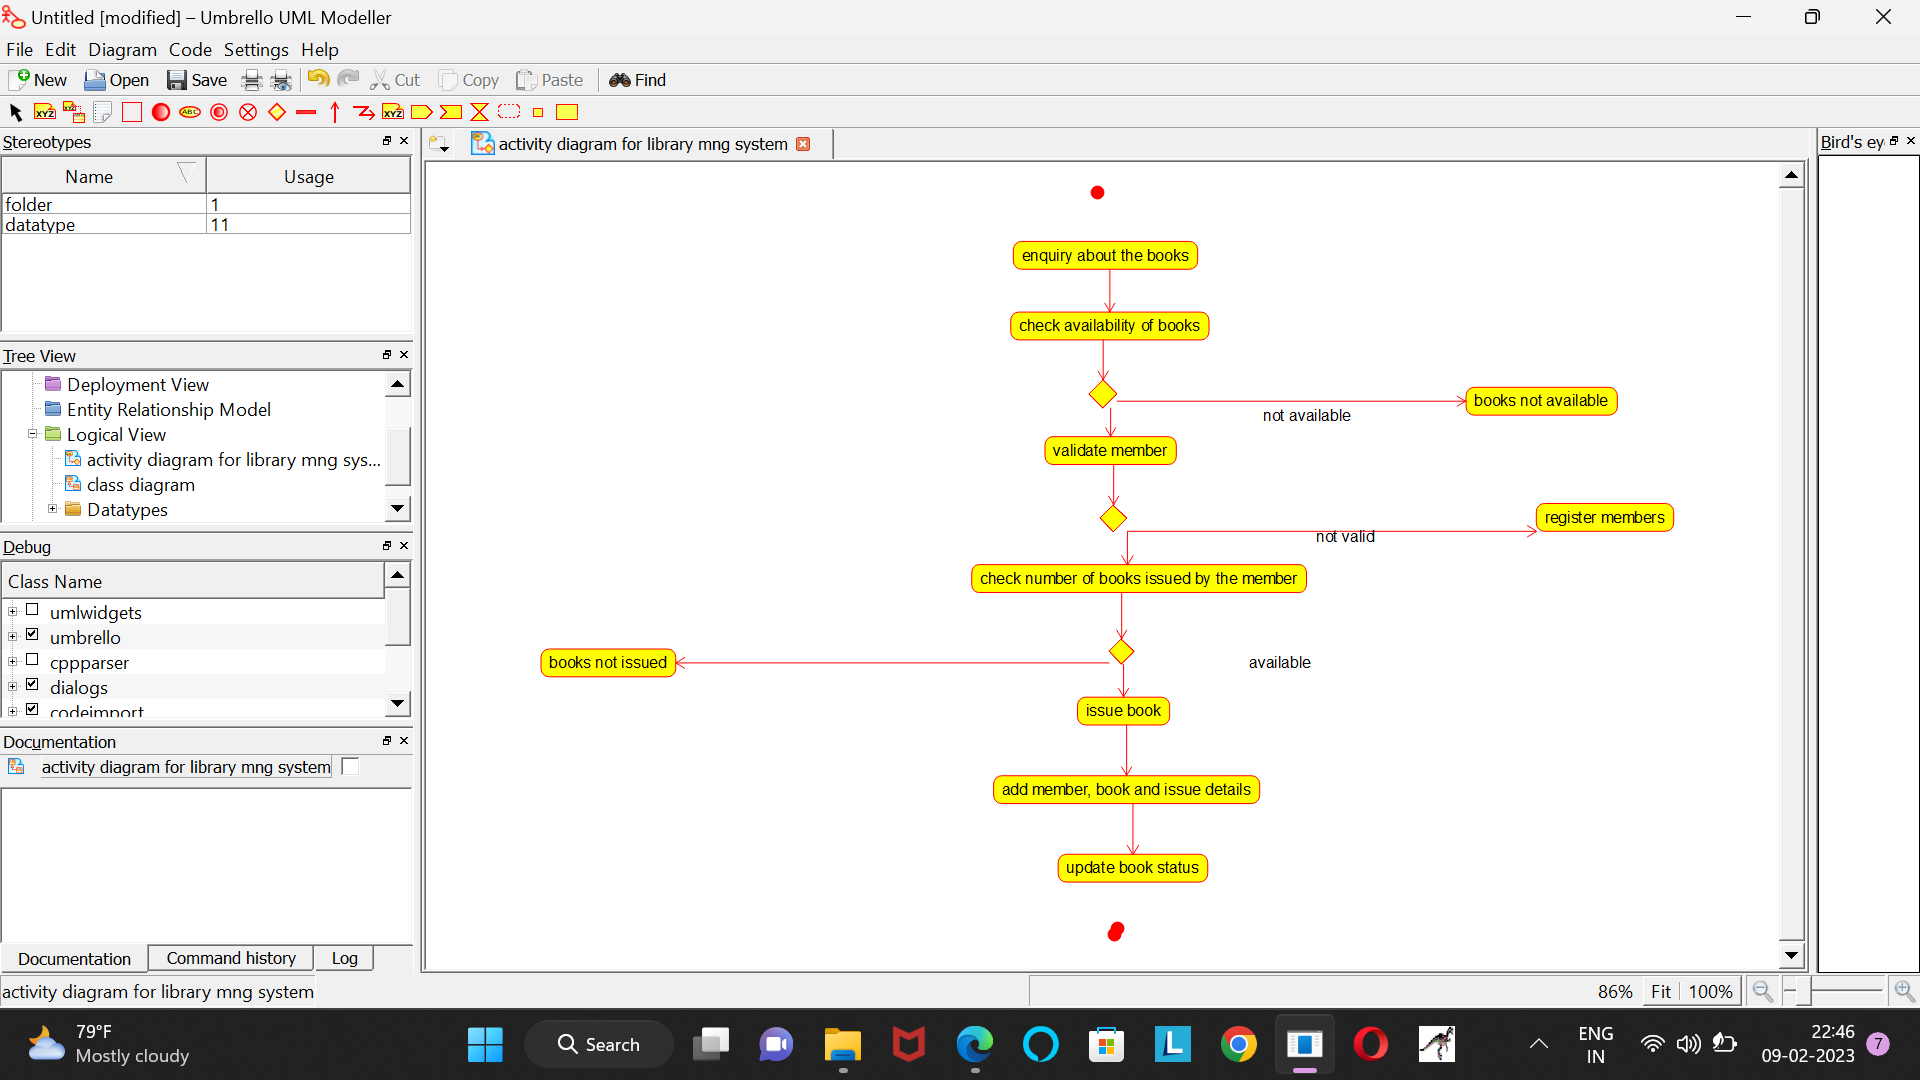 Untitled [modified] – Umbrello UML Modeller
File Edit Diagram Code Settings Help
New Open Save Cut Copy Paste Find
XYZ XYZ ABC XYZ
Stereotypes
Name Usage
folder 1
datatype 11
Tree View
Deployment View
Entity Relationship Model
Logical View
activity diagram for library mng sys...
class diagram
Datatypes
Debug
Class Name
umlwidgets
umbrello
cppparser
dialogs
codeimport
Documentation
activity diagram for library mng system
Documentation Command history Log
activity diagram for library mng system
activity diagram for library mng system
enquiry about the books
check availability of books
not available
books not available
validate member
not valid
register members
check number of books issued by the member
books not issued
available
issue book
add member, book and issue details
update book status
Bird's ey
86% Fit 100%
79°F
Mostly cloudy
Search
L
ENG
IN
22:46
09-02-2023
7